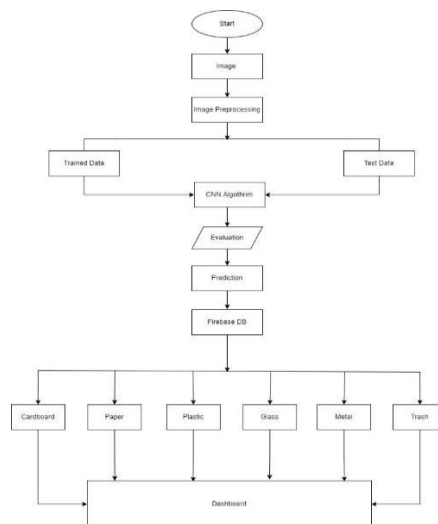 Start
Image
Image Preprocessing
Trained Data
Test Data
CNN Algothrim
Evaluation
Prediction
Firebase DB
Cardboard
Paper
Plastic
Glass
Metal
Trash
Dashboard